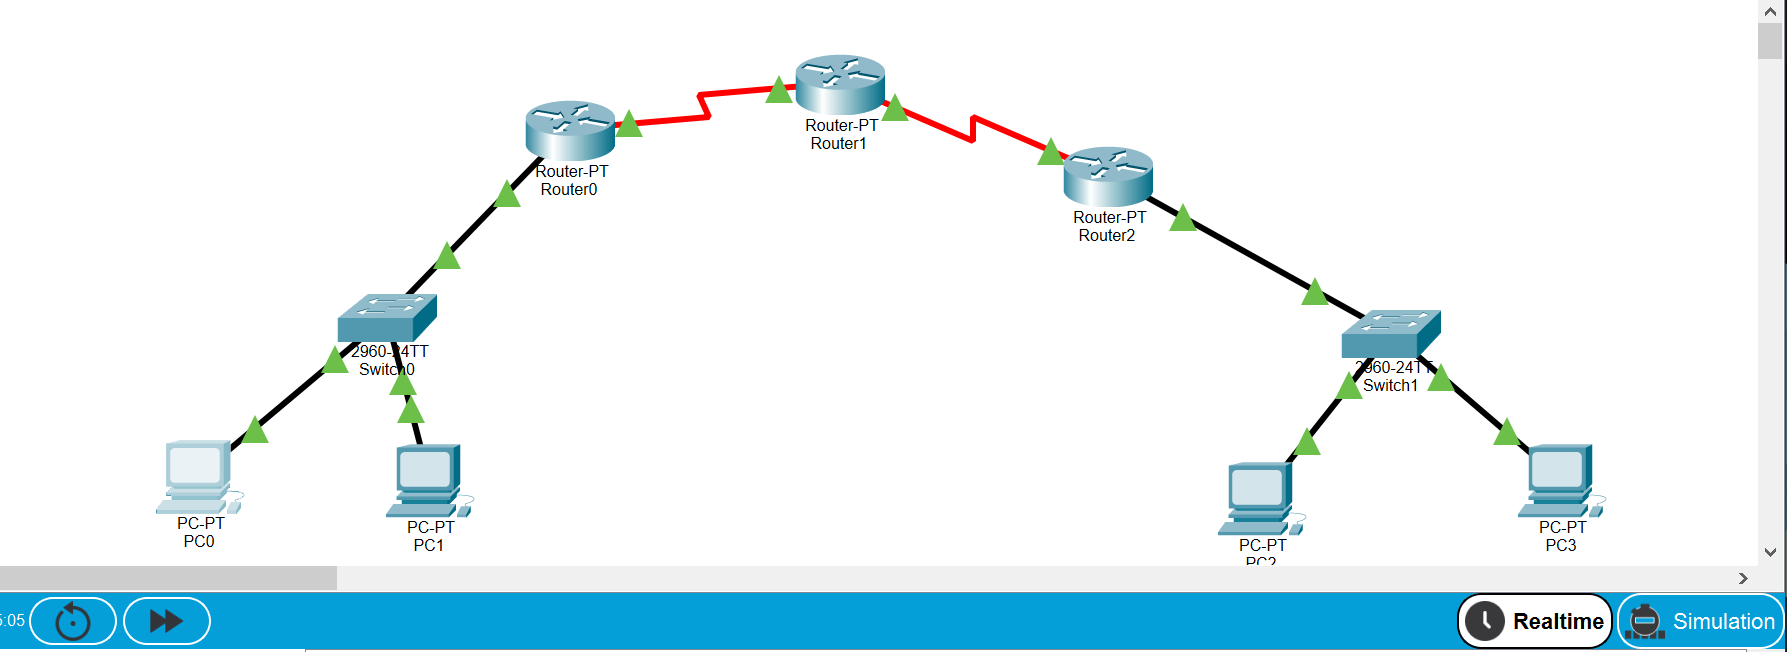 Router-PT
Router1
Router-PT
Router0
Router-PT
Router2
2960-24TT
Switch0
2960-24TT
Switch1
PC-PT
PC0
PC-PT
PC1
PC-PT
PC2
PC-PT
PC3
:05
Realtime
Simulation